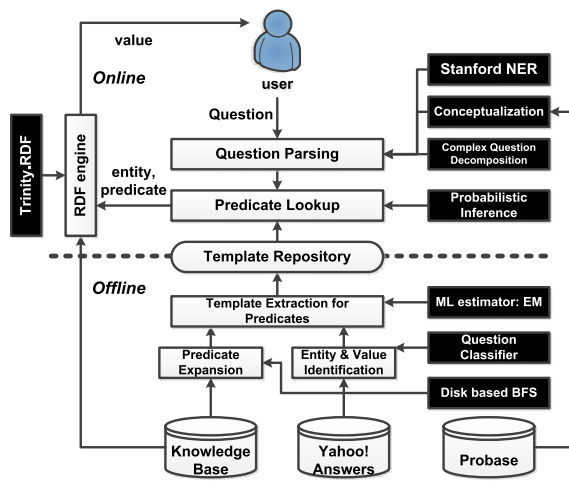 value
Online
user
Stanford NER
Question
Conceptualization
Question Parsing
Complex Question
Decomposition
Trinity.RDF
RDF engine
entity,
predicate
Predicate Lookup
Probabilistic
Inference
Template Repository
Offline
Template Extraction for
Predicates
ML estimator: EM
Predicate
Expansion
Entity & Value
Identification
Question
Classifier
Disk based BFS
Knowledge
Base
Yahoo!
Answers
Probase